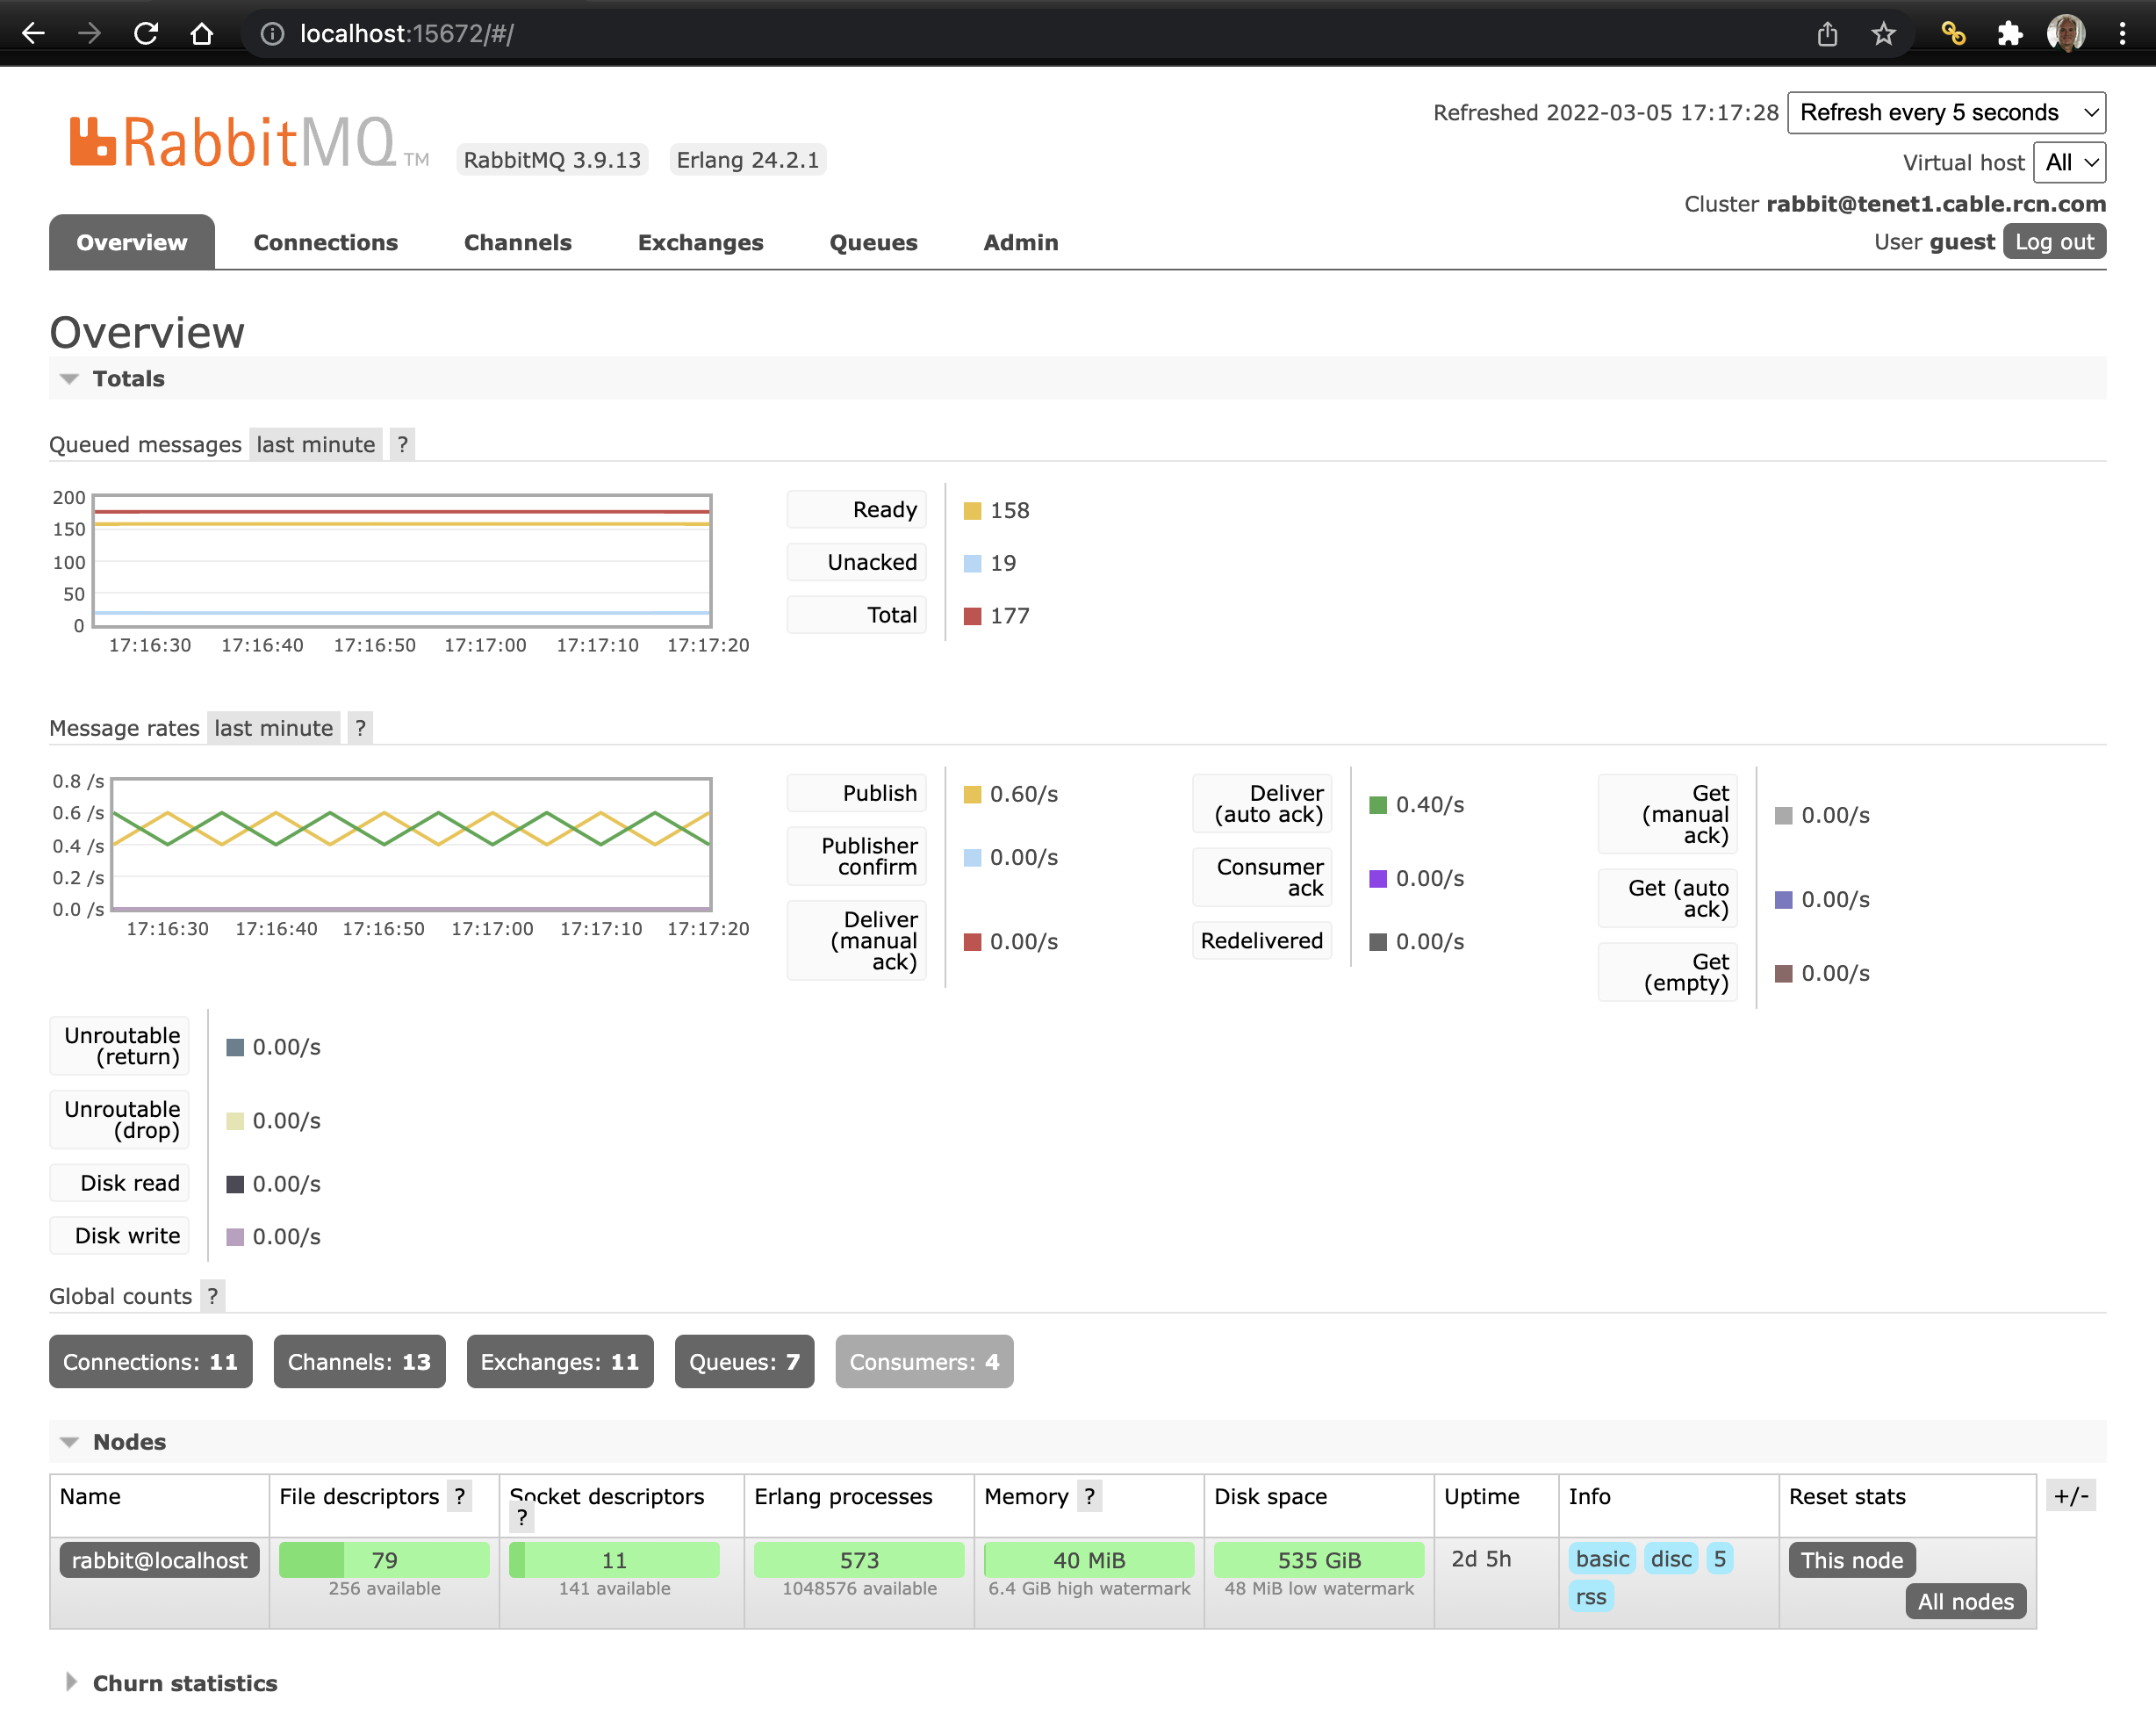 localhost:15672/#/
RabbitMQ TM
RabbitMQ 3.9.13
Erlang 24.2.1
Refreshed 2022-03-05 17:17:28
Refresh every 5 seconds
Virtual host
All
Cluster rabbit@tenet1.cable.rcn.com
User guest
Log out
Overview
Connections
Channels
Exchanges
Queues
Admin
Overview
Totals
Queued messages last minute ?
200
150
100
50
0
17:16:30 17:16:40 17:16:50 17:17:00 17:17:10 17:17:20
Ready
158
Unacked
19
Total
177
Message rates last minute ?
0.8 /s
0.6 /s
0.4 /s
0.2 /s
0.0 /s
17:16:30 17:16:40 17:16:50 17:17:00 17:17:10 17:17:20
Publish
0.60/s
Publisher
confirm
0.00/s
Deliver
(manual
ack)
0.00/s
Deliver
(auto ack)
0.40/s
Consumer
ack
0.00/s
Redelivered
0.00/s
Get
(manual
ack)
0.00/s
Get (auto
ack)
0.00/s
Get
(empty)
0.00/s
Unroutable
(return)
0.00/s
Unroutable
(drop)
0.00/s
Disk read
0.00/s
Disk write
0.00/s
Global counts ?
Connections: 11
Channels: 13
Exchanges: 11
Queues: 7
Consumers: 4
Nodes
Name
File descriptors ?
Socket descriptors
?
Erlang processes
Memory ?
Disk space
Uptime
Info
Reset stats
+/-
rabbit@localhost
79
256 available
11
141 available
573
1048576 available
40 MiB
6.4 GiB high watermark
535 GiB
48 MiB low watermark
2d 5h
basic disc 5
rss
This node
All nodes
Churn statistics